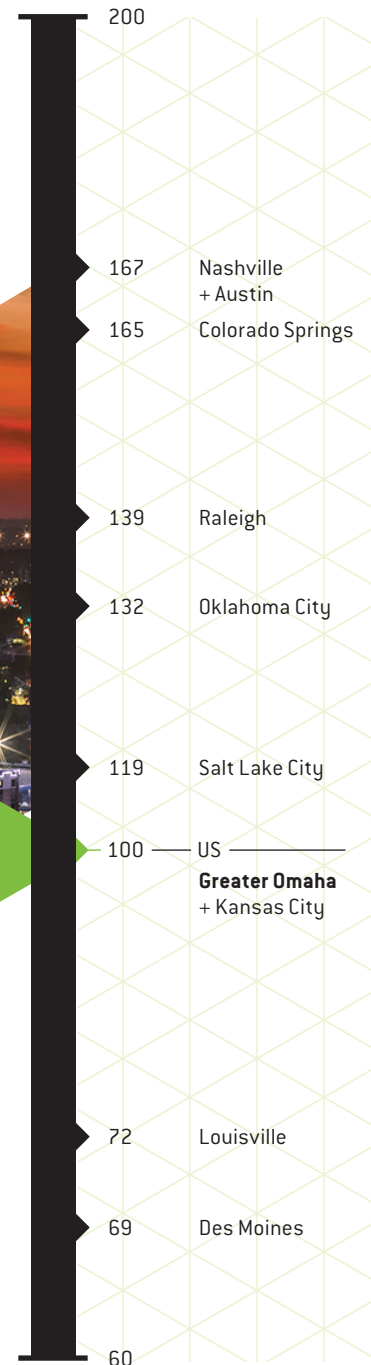 200
167 Nashville
+ Austin
165 Colorado Springs
139 Raleigh
132 Oklahoma City
119 Salt Lake City
100 US
Greater Omaha
+ Kansas City
72 Louisville
69 Des Moines
60